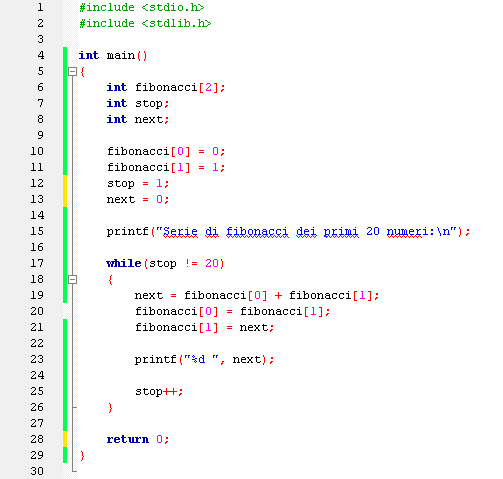 1 #include <stdio.h>
2 #include <stdlib.h>
3
4 int main()
5 {
6 int fibonacci[2];
7 int stop;
8 int next;
9
10 fibonacci[0] = 0;
11 fibonacci[1] = 1;
12 stop = 1;
13 next = 0;
14
15 printf("Serie di fibonacci dei primi 20 numeri:\n");
16
17 while(stop != 20)
18 {
19 next = fibonacci[0] + fibonacci[1];
20 fibonacci[0] = fibonacci[1];
21 fibonacci[1] = next;
22
23 printf("%d ", next);
24
25 stop++;
26 }
27
28 return 0;
29 }
30